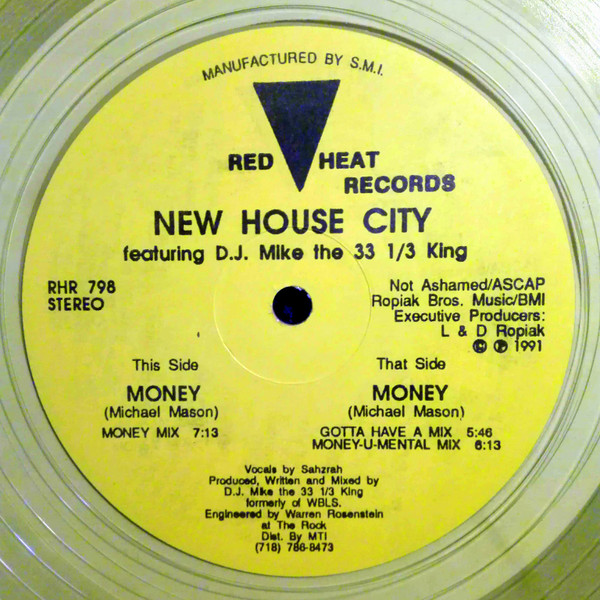 MANUFACTURED BY S.M.I.
RED HEAT
RECORDS
NEW HOUSE CITY
featuring D.J. Mike the 33 1/3 King
RHR 798
STEREO
Not Ashamed/ASCAP
Ropiak Bros. Music/BMI
Executive Producers:
L & D Ropiak
© ℗ 1991
This Side
MONEY
(Michael Mason)
MONEY MIX 7:13
That Side
MONEY
(Michael Mason)
GOTTA HAVE A MIX 5:46
MONEY-U-MENTAL MIX 6:13
Vocals by Sahzrah
Produced, Written and Mixed by
D.J. Mike the 33 1/3 King
formerly of WBLS.
Engineered by Warren Rosenstein
at The Rock
Dist. By MTI
(718) 786-8473